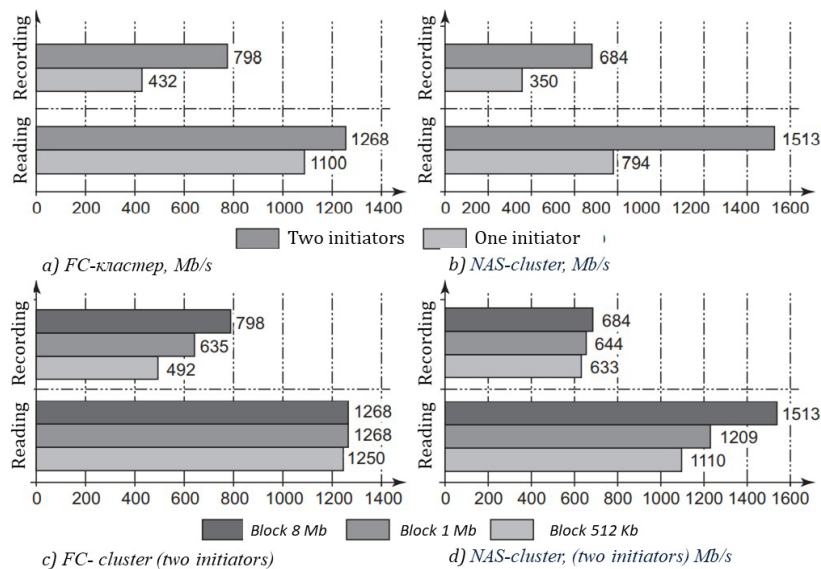 Recording
798
432
Reading
1268
1100
0 200 400 600 800 1000 1200 1400
Recording
684
350
Reading
1513
794
0 200 400 600 800 1000 1200 1400 1600
Two initiators One initiator )
a) FC-кластер, Mb/s
b) NAS-cluster, Mb/s
Recording
798
635
492
Reading
1268
1268
1250
0 200 400 600 800 1000 1200 1400
Recording
684
644
633
Reading
1513
1209
1110
0 200 400 600 800 1000 1200 1400 1600
Block 8 Mb Block 1 Mb Block 512 Kb
c) FC- cluster (two initiators)
d) NAS-cluster, (two initiators) Mb/s